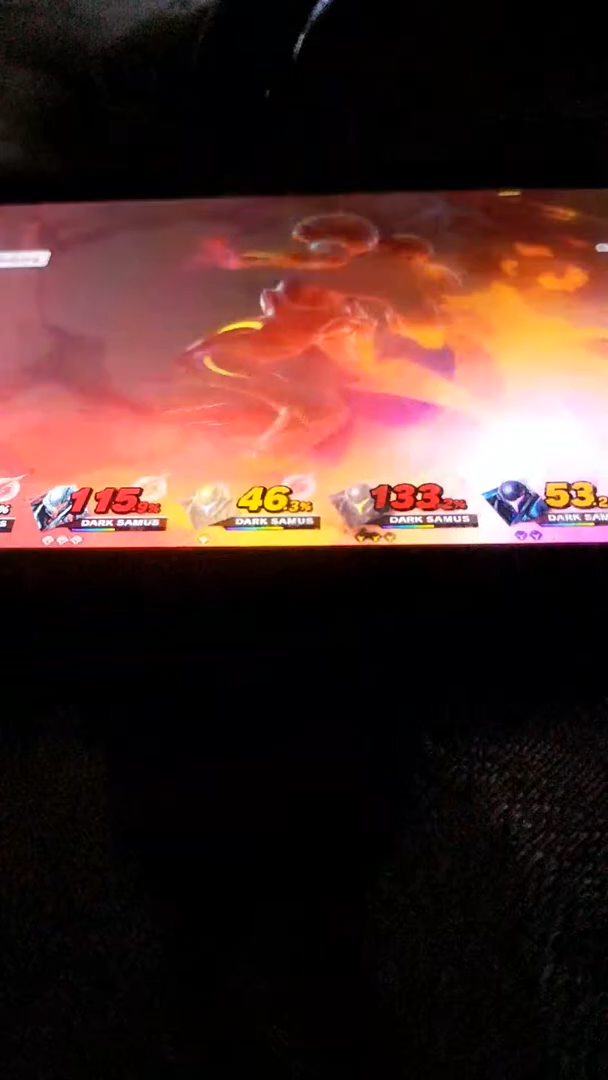 115.9%
DARK SAMUS
46.3%
DARK SAMUS
133.2%
DARK SAMUS
53.2
DARK SAM